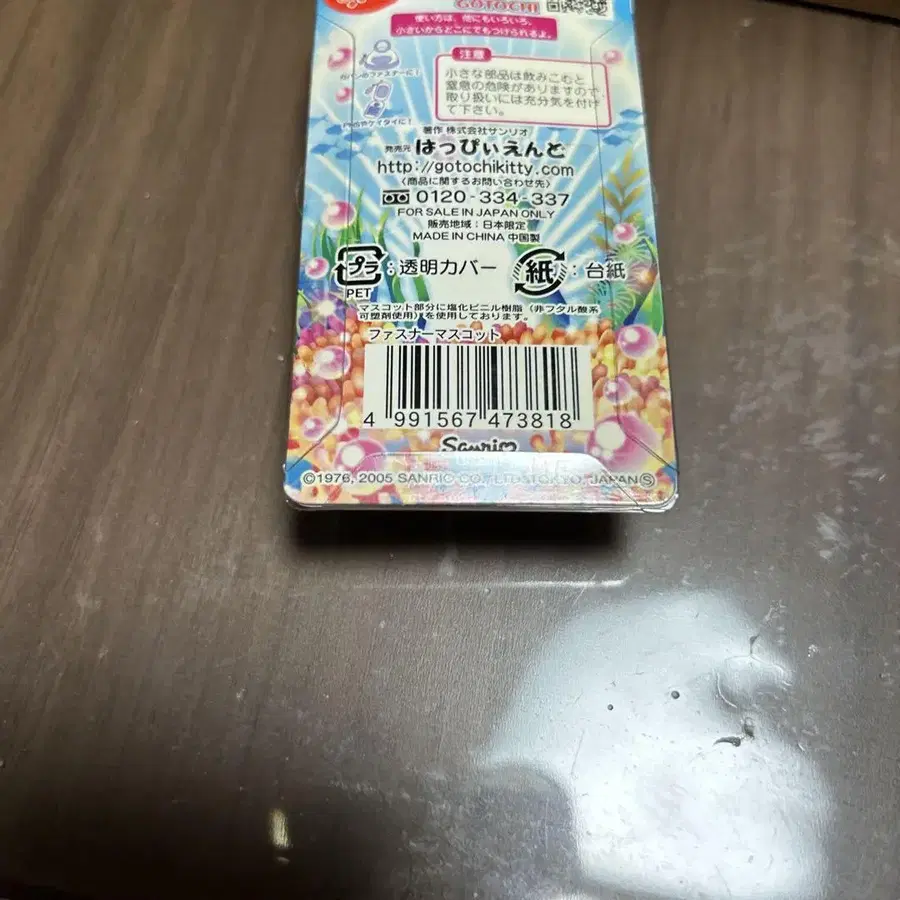 GOTOCHI
使い方は、他にもいろいろ。
小さいからどこにでもつけられるよ。
注意
小さな部品は飲みこむと
窒息の危険がありますので
取り扱いには充分気を付け
て下さい。
著作 株式会社サンリオ
発売元 はっぴぃえんど
http://gotochikitty.com
〈商品に関するお問い合わせ先〉
0120-334-337
FOR SALE IN JAPAN ONLY
販売地域：日本限定
MADE IN CHINA 中国製
プラ：透明カバー 紙：台紙
PET
マスコット部分に塩化ビニル樹脂（非フタル酸系
可塑剤使用）を使用しております。
ファスナーマスコット
4 991567 473818
Sanrio
©1976, 2005 SANRIO CO., LTD. TOKYO, JAPAN Ⓢ